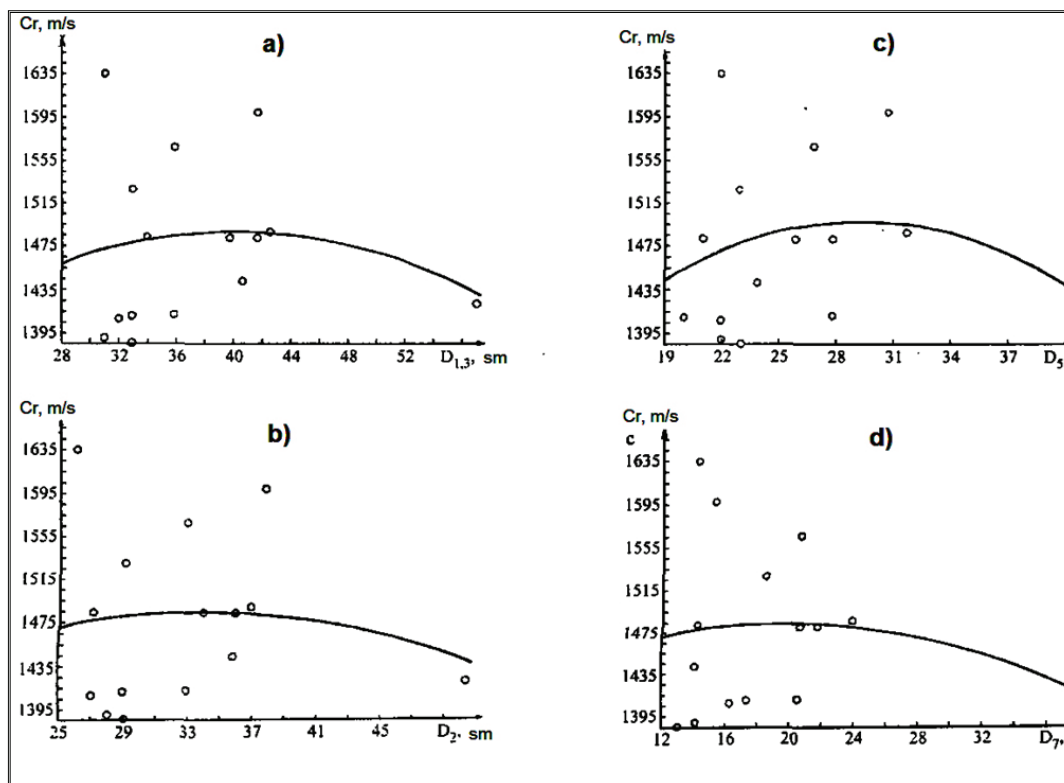 Cr, m/s
a)
1635
1595
1555
1515
1475
1435
1395
28 32 36 40 44 48 52 D1,3, sm
Cr, m/s
c)
1635
1595
1555
1515
1475
1435
1395
19 22 25 28 31 34 37 D5
Cr, m/s
b)
1635
1595
1555
1515
1475
1435
1395
25 29 33 37 41 45 D2, sm
Cr, m/s
c
d)
1635
1595
1555
1515
1475
1435
1395
12 16 20 24 28 32 D7,